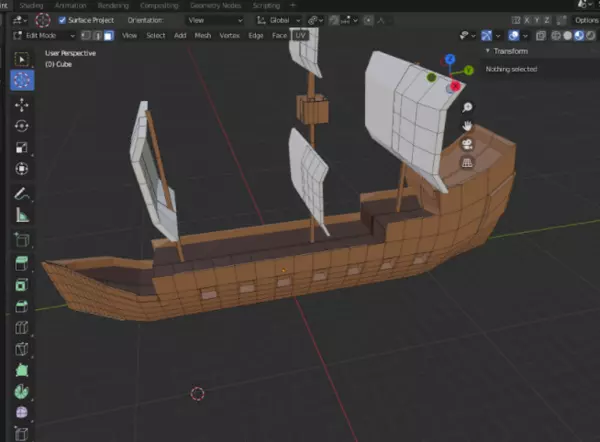 Shading Animation Rendering Compositing Geometry Nodes Scripting
Surface Project Orientation: View Global Options
Edit Mode View Select Add Mesh Vertex Edge Face UV
User Perspective
(0) Cube
Transform
Nothing selected
Z
Y
X